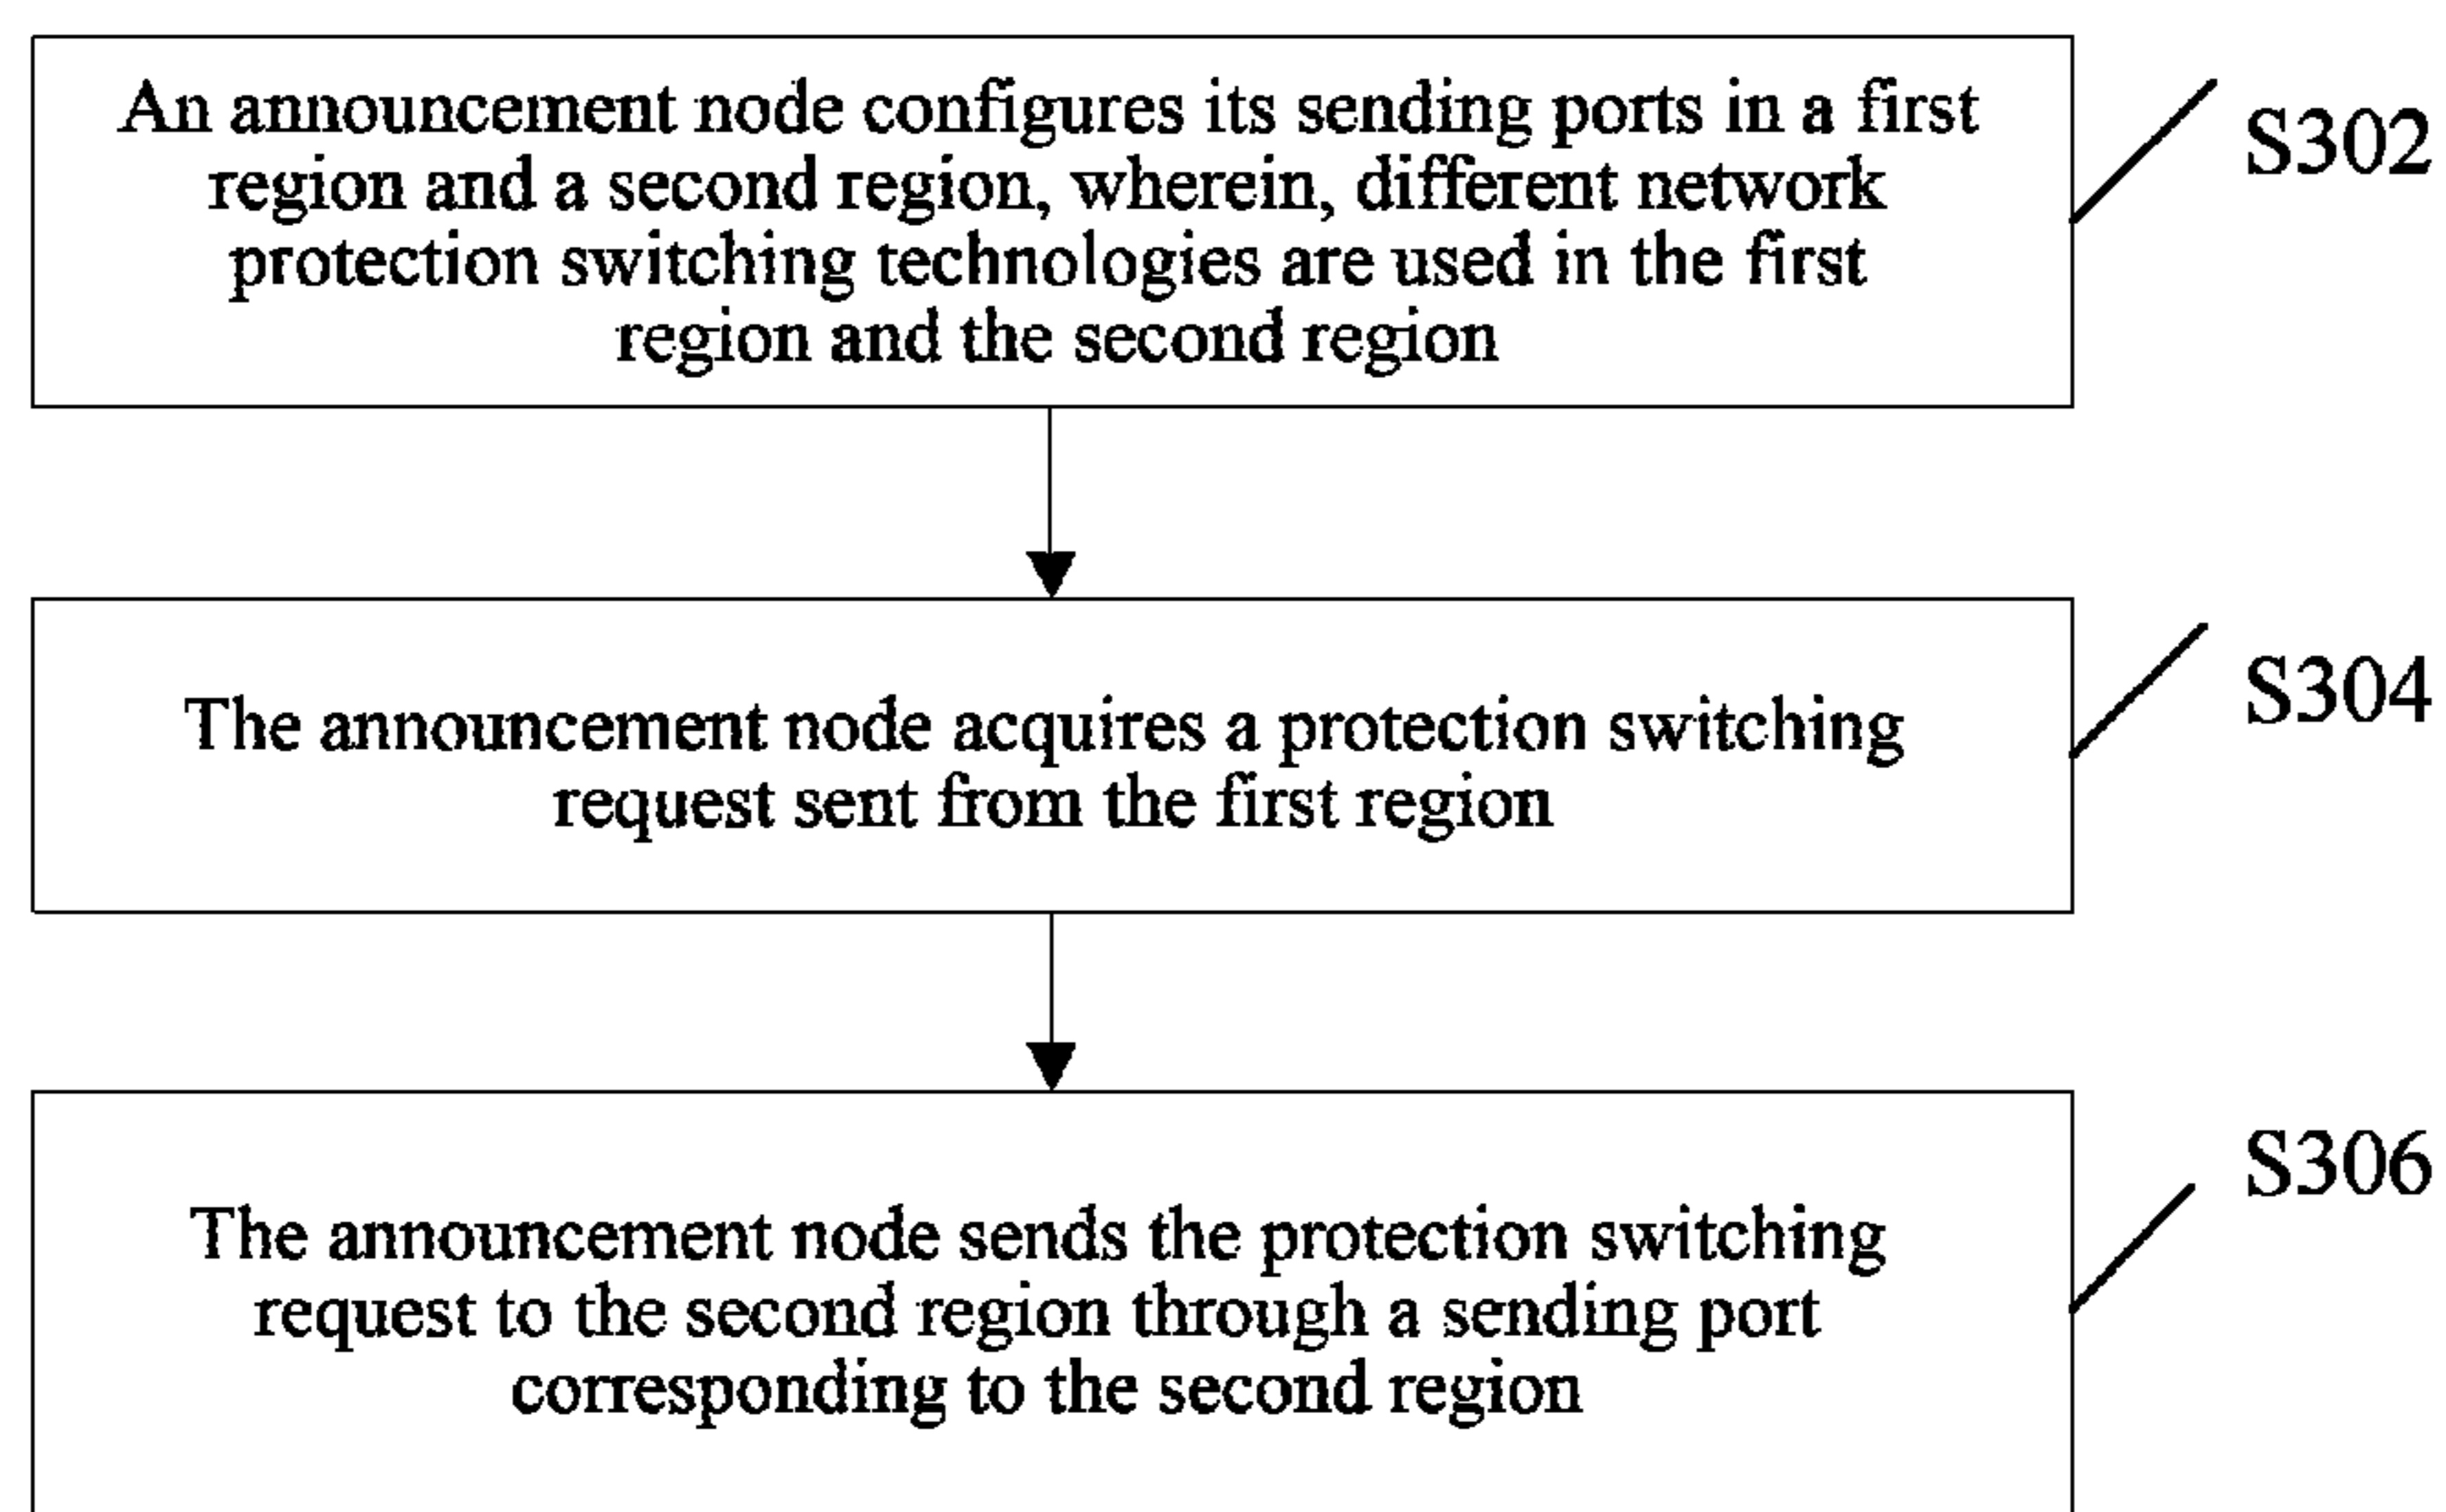 An announcement node configures its sending ports in a first
region and a second region, wherein, different network
protection switching technologies are used in the first
region and the second region
S302
The announcement node acquires a protection switching
request sent from the first region
S304
The announcement node sends the protection switching
request to the second region through a sending port
corresponding to the second region
S306